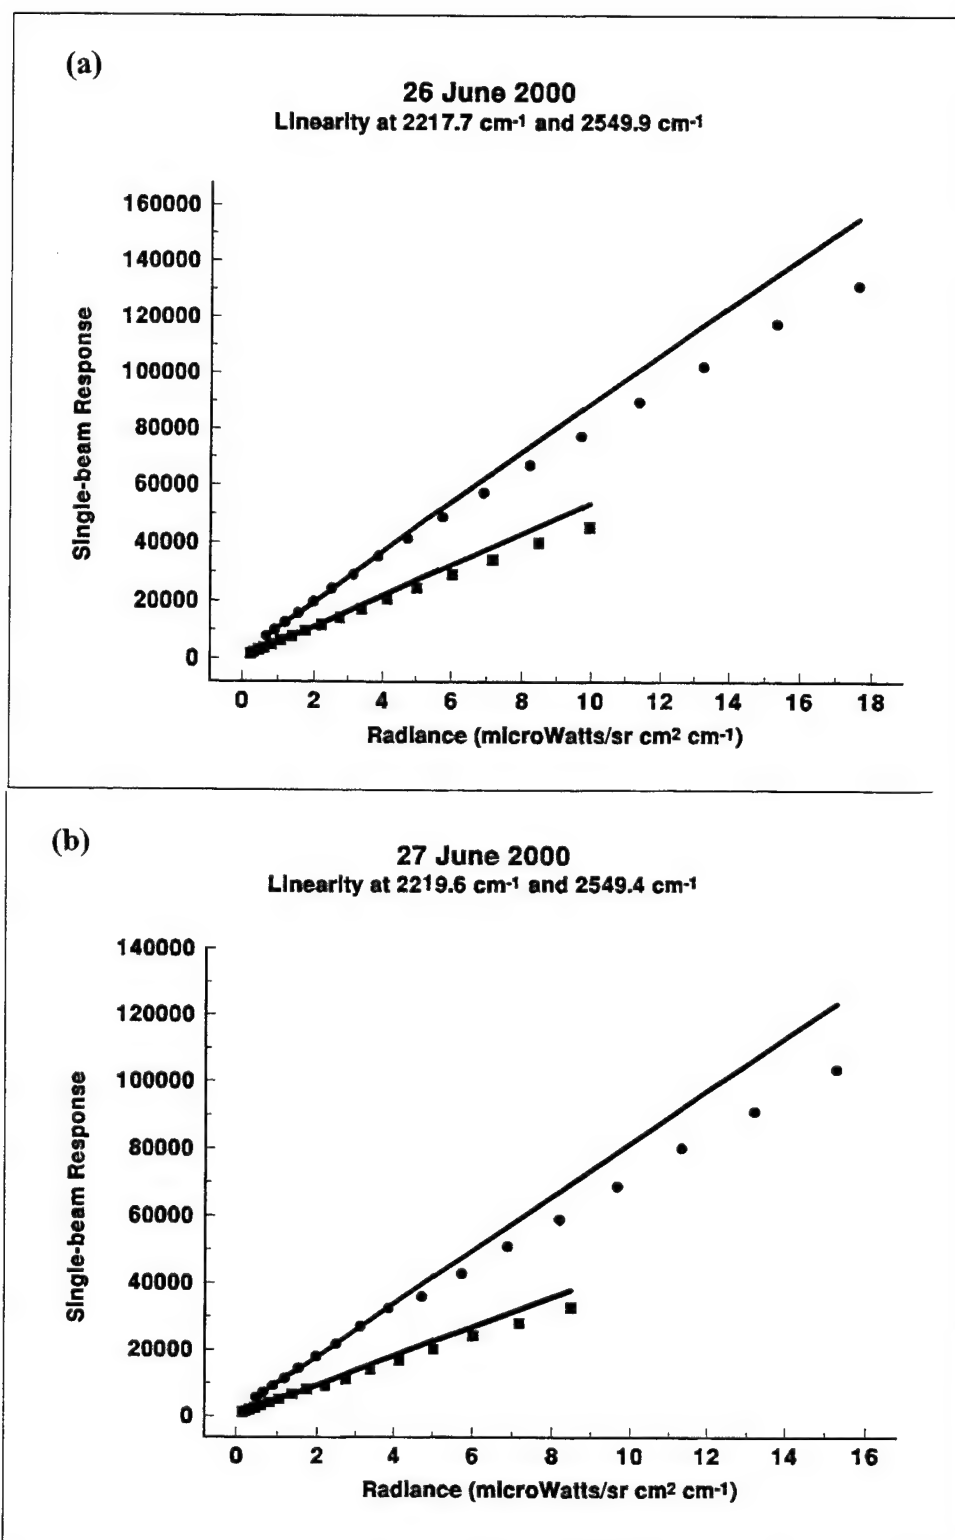 (a)
26 June 2000
Linearity at 2217.7 cm-1 and 2549.9 cm-1
160000
140000
120000
100000
80000
60000
40000
20000
0
Single-beam Response
0 2 4 6 8 10 12 14 16 18
Radiance (microWatts/sr cm2 cm-1)
(b)
27 June 2000
Linearity at 2219.6 cm-1 and 2549.4 cm-1
140000
120000
100000
80000
60000
40000
20000
0
Single-beam Response
0 2 4 6 8 10 12 14 16
Radiance (microWatts/sr cm2 cm-1)